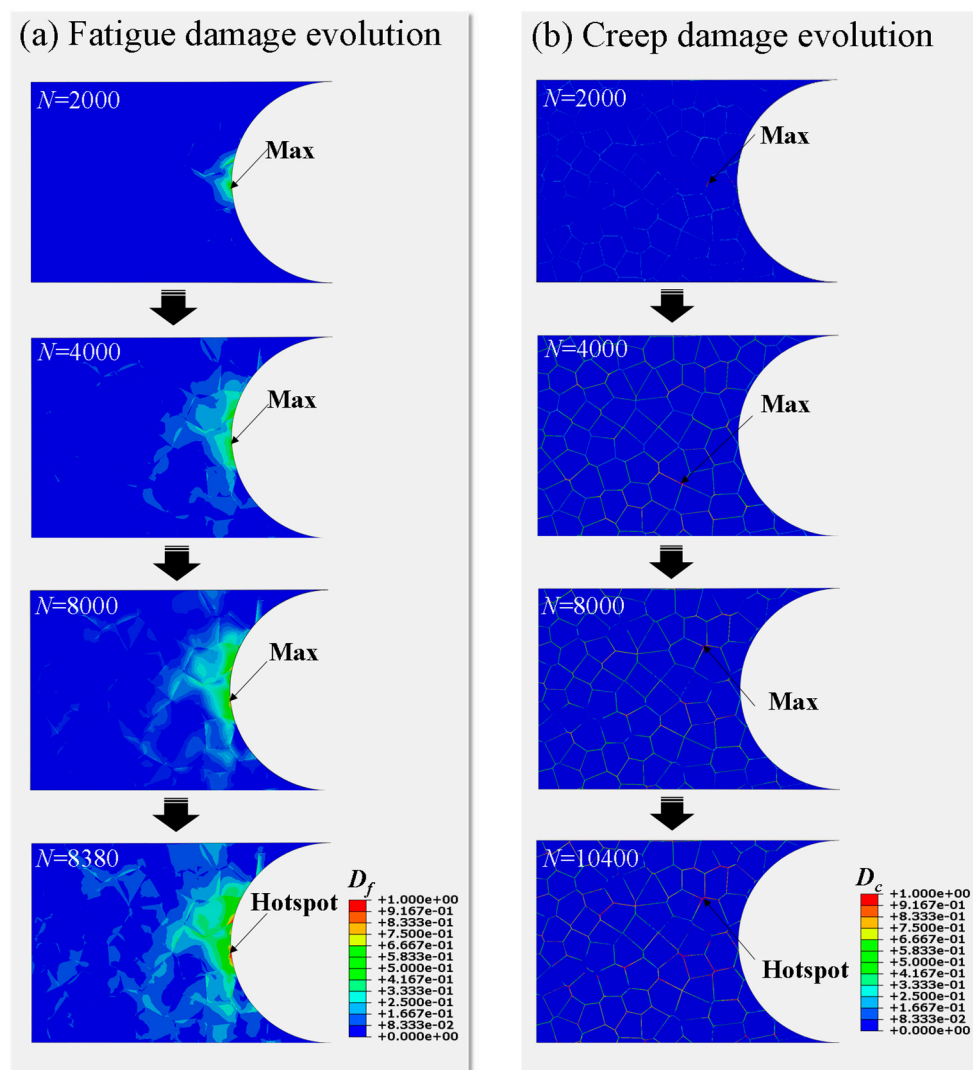 (a) Fatigue damage evolution
N=2000
Max
N=4000
Max
N=8000
Max
N=8380
Hotspot
Df
+1.000e+00
+9.167e-01
+8.333e-01
+7.500e-01
+6.667e-01
+5.833e-01
+5.000e-01
+4.167e-01
+3.333e-01
+2.500e-01
+1.667e-01
+8.333e-02
+0.000e+00
(b) Creep damage evolution
N=2000
Max
N=4000
Max
N=8000
Max
N=10400
Hotspot
Dc
+1.000e+00
+9.167e-01
+8.333e-01
+7.500e-01
+6.667e-01
+5.833e-01
+5.000e-01
+4.167e-01
+3.333e-01
+2.500e-01
+1.667e-01
+8.333e-02
+0.000e+00